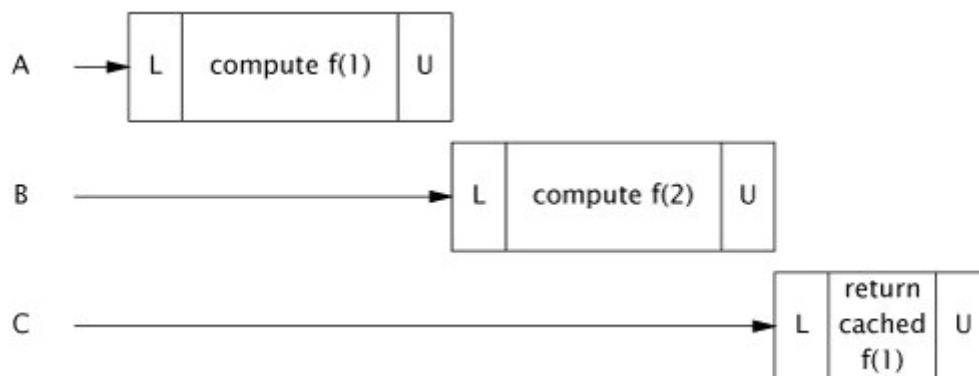 A L compute f(1) U
B L compute f(2) U
C L return cached f(1) U